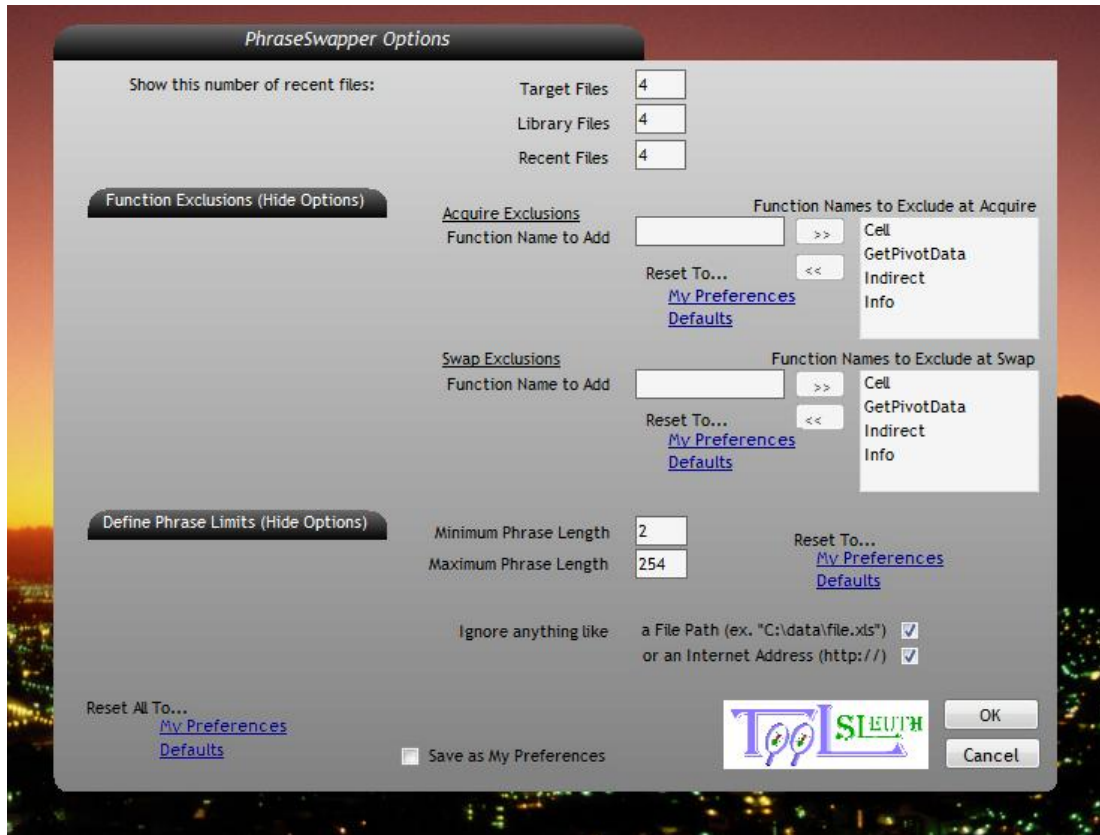 PhraseSwapper Options
Show this number of recent files:
Target Files 4
Library Files 4
Recent Files 4
Function Exclusions (Hide Options)
Acquire Exclusions
Function Names to Exclude at Acquire
Function Name to Add >>
<<
Cell
GetPivotData
Indirect
Info
Reset To...
My Preferences
Defaults
Swap Exclusions
Function Names to Exclude at Swap
Function Name to Add >>
<<
Cell
GetPivotData
Indirect
Info
Reset To...
My Preferences
Defaults
Define Phrase Limits (Hide Options)
Minimum Phrase Length 2
Maximum Phrase Length 254
Reset To...
My Preferences
Defaults
Ignore anything like a File Path (ex. "C:\data\file.xls")
or an Internet Address (http://)
Reset All To...
My Preferences
Defaults
Save as My Preferences
TOOL SLEUTH
OK
Cancel